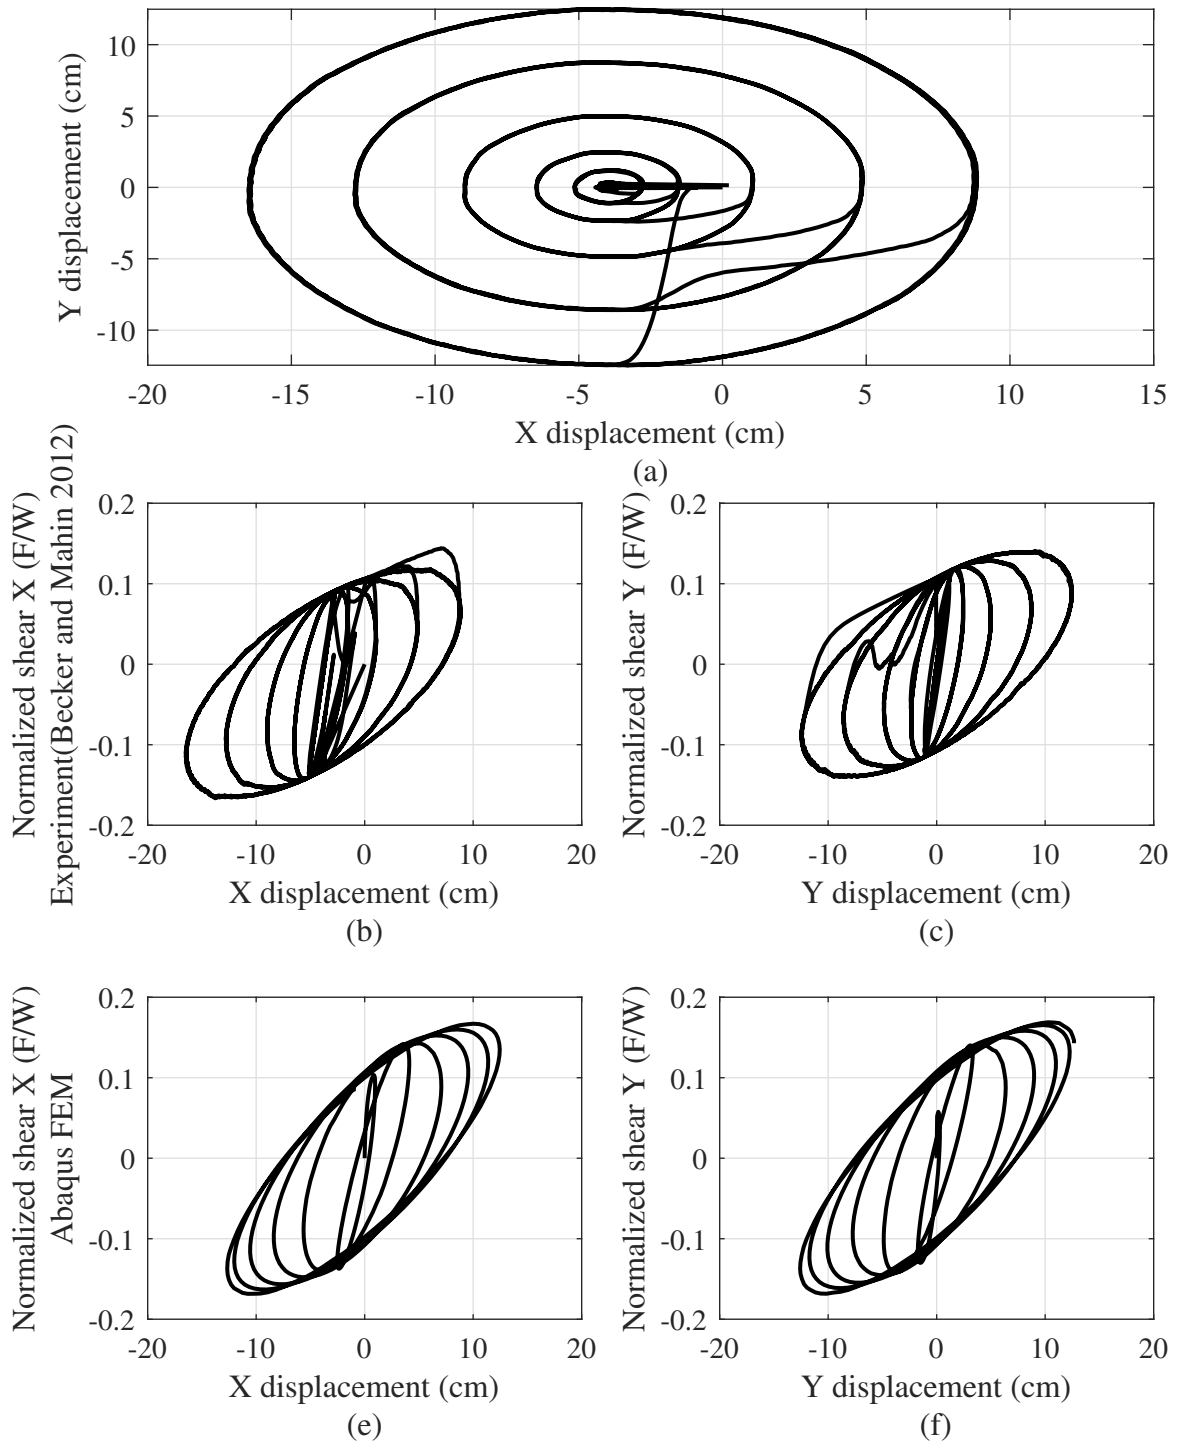 10
5
0
-5
-10
Y displacement (cm)
-20 -15 -10 -5 0 5 10 15
X displacement (cm)
(a)
Normalized shear X (F/W)
Experiment(Becker and Mahin 2012)
0.2
0.1
0
-0.1
-0.2
-20 -10 0 10 20
X displacement (cm)
(b)
Normalized shear Y (F/W)
0.2
0.1
0
-0.1
-0.2
-20 -10 0 10 20
Y displacement (cm)
(c)
Normalized shear X (F/W)
Abaqus FEM
0.2
0.1
0
-0.1
-0.2
-20 -10 0 10 20
X displacement (cm)
(e)
Normalized shear Y (F/W)
0.2
0.1
0
-0.1
-0.2
-20 -10 0 10 20
Y displacement (cm)
(f)